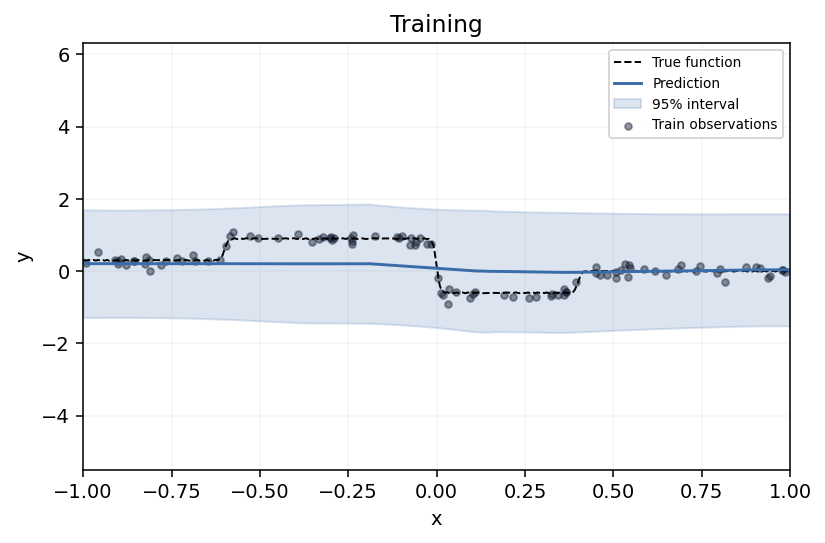 Training
6
4
2
0
−2
−4
y
True function
Prediction
95% interval
Train observations
−1.00 −0.75 −0.50 −0.25 0.00 0.25 0.50 0.75 1.00
x